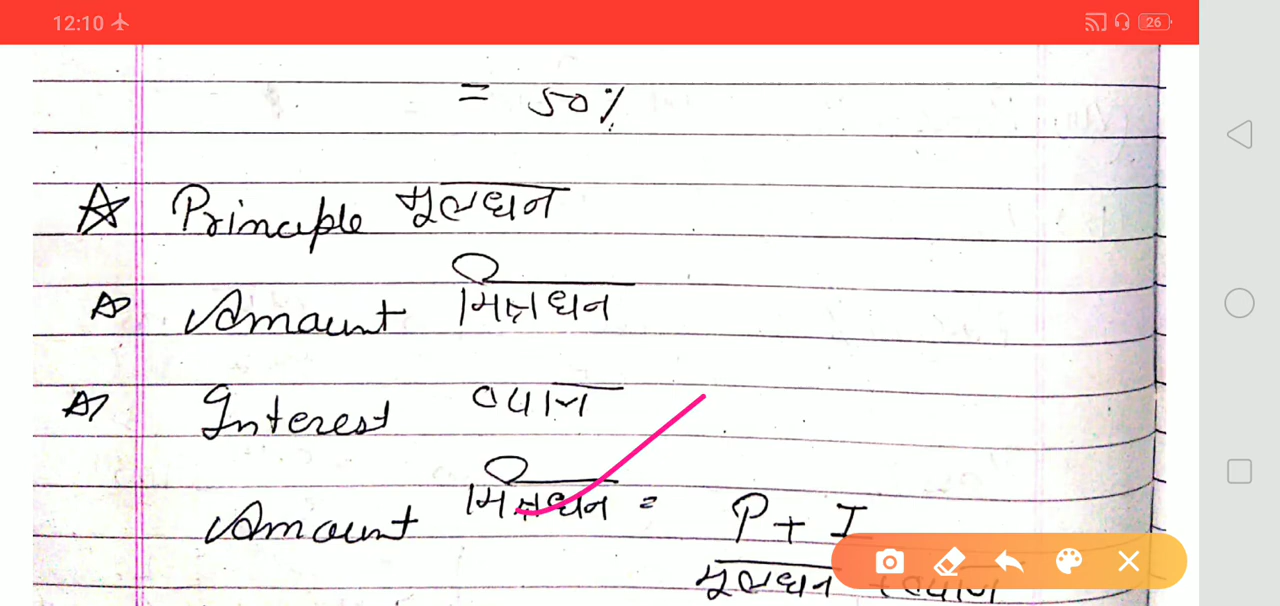 12:10
26
= 50%
Principle मूलधन
Amount मिश्रधन
Interest ब्याज
Amount मिश्रधन = P + I
मूलधन + ब्याज